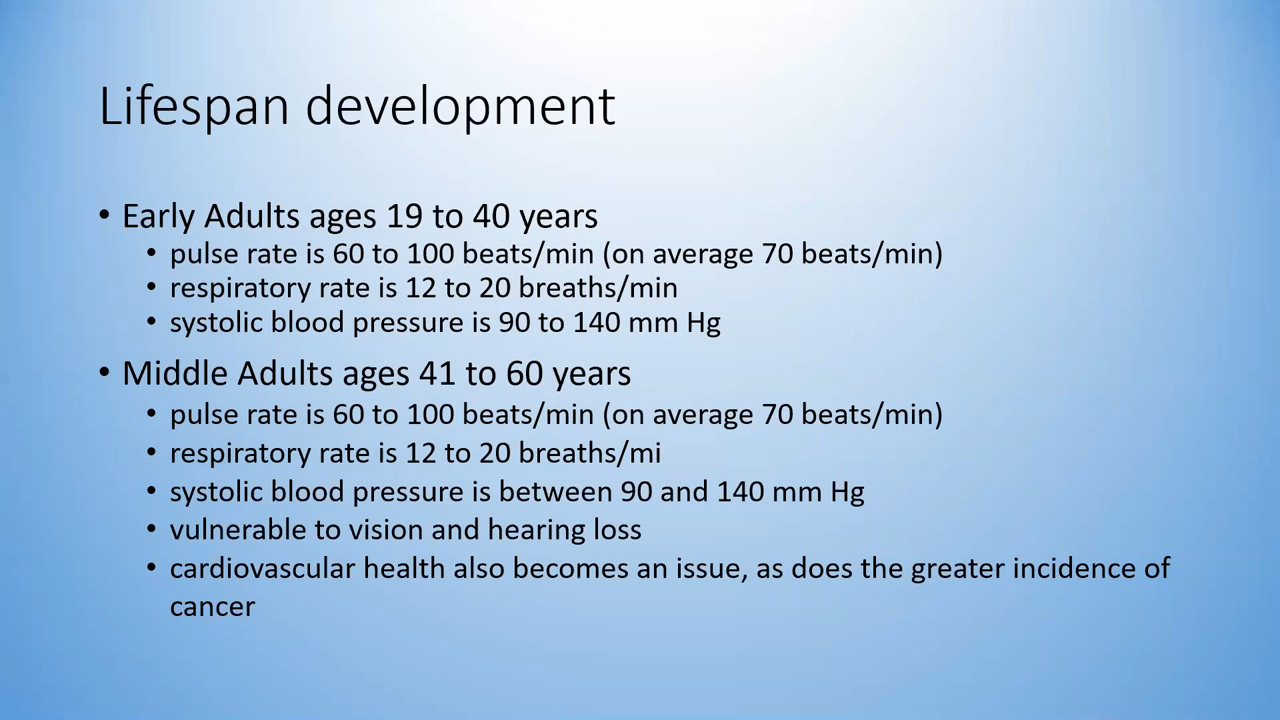 Lifespan development
• Early Adults ages 19 to 40 years
• pulse rate is 60 to 100 beats/min (on average 70 beats/min)
• respiratory rate is 12 to 20 breaths/min
• systolic blood pressure is 90 to 140 mm Hg
• Middle Adults ages 41 to 60 years
• pulse rate is 60 to 100 beats/min (on average 70 beats/min)
• respiratory rate is 12 to 20 breaths/mi
• systolic blood pressure is between 90 and 140 mm Hg
• vulnerable to vision and hearing loss
• cardiovascular health also becomes an issue, as does the greater incidence of
cancer